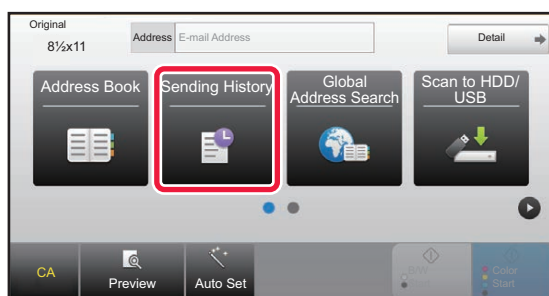 Original
8½x11
Address E-mail Address
Detail
Address Book
Sending History
Global
Address Search
Scan to HDD/
USB
CA
Preview
Auto Set
B/W
Start
Color
Start